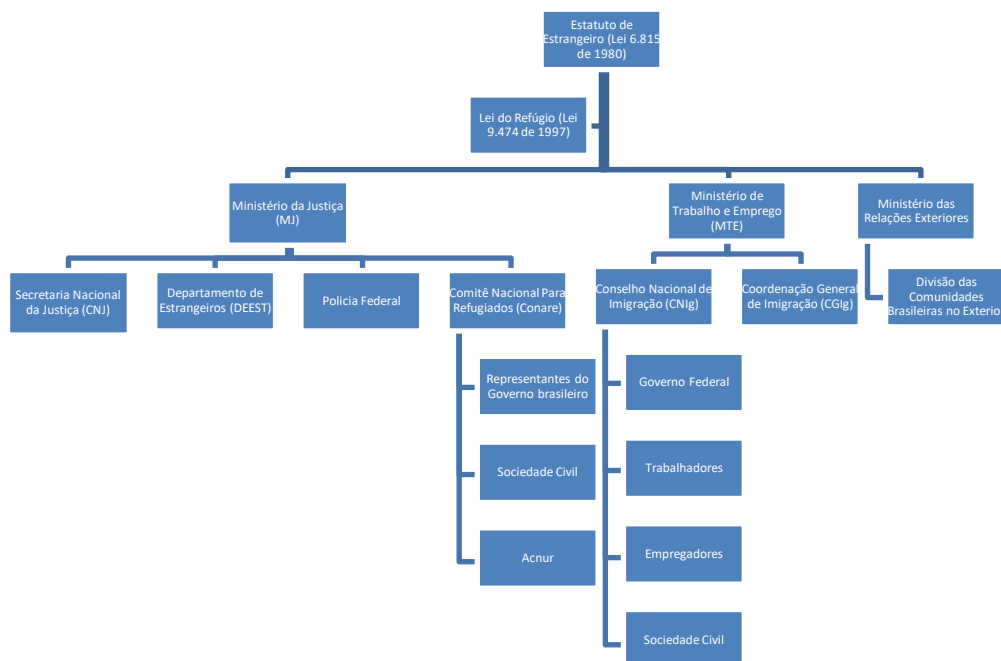 Estatuto de
Estrangeiro (Lei 6.815
de 1980)
Lei do Refúgio (Lei
9.474 de 1997)
Ministério da Justiça
(MJ)
Ministério de
Trabalho e Emprego
(MTE)
Ministério das
Relações Exteriores
Secretaria Nacional
da Justiça (CNJ)
Departamento de
Estrangeiros (DEEST)
Policia Federal
Comitê Nacional Para
Refugiados (Conare)
Conselho Nacional de
Imigração (CNIg)
Coordenação General
de Imigração (CGIg)
Divisão das
Comunidades
Brasileiras no Exterio
Representantes do
Governo brasileiro
Governo Federal
Sociedade Civil
Trabalhadores
Acnur
Empregadores
Sociedade Civil